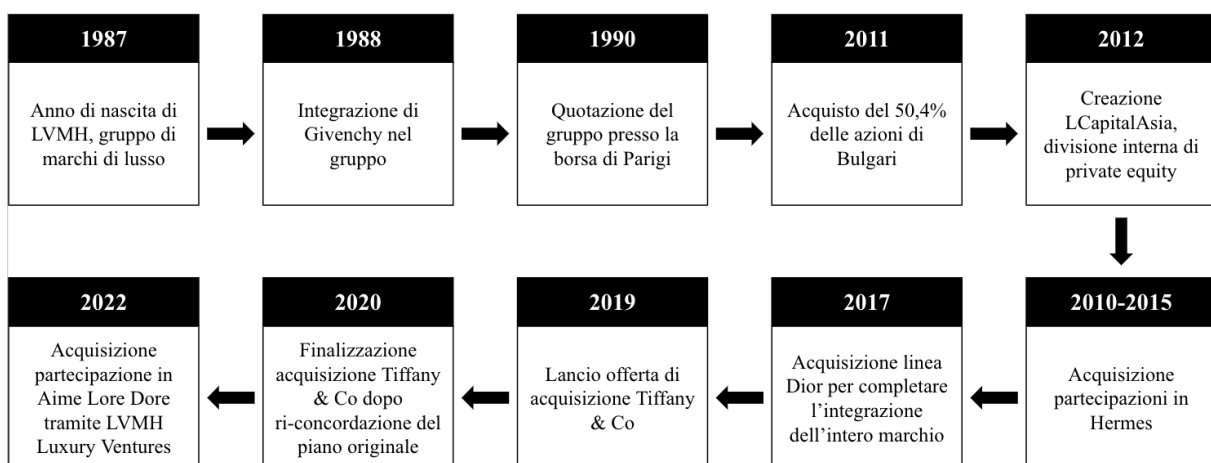 1987
Anno di nascita di
LVMH, gruppo di
marchi di lusso
1988
Integrazione di
Givenchy nel
gruppo
1990
Quotazione del
gruppo presso la
borsa di Parigi
2011
Acquisto del 50,4%
delle azioni di
Bulgari
2012
Creazione
LCapitalAsia,
divisione interna di
private equity
2010-2015
Acquisizione
partecipazioni in
Hermes
2017
Acquisizione linea
Dior per completare
l’integrazione
dell’intero marchio
2019
Lancio offerta di
acquisizione Tiffany
& Co
2020
Finalizzazione
acquisizione Tiffany
& Co dopo
ri-concordazione del
piano originale
2022
Acquisizione
partecipazione in
Aime Lore Dore
tramite LVMH
Luxury Ventures